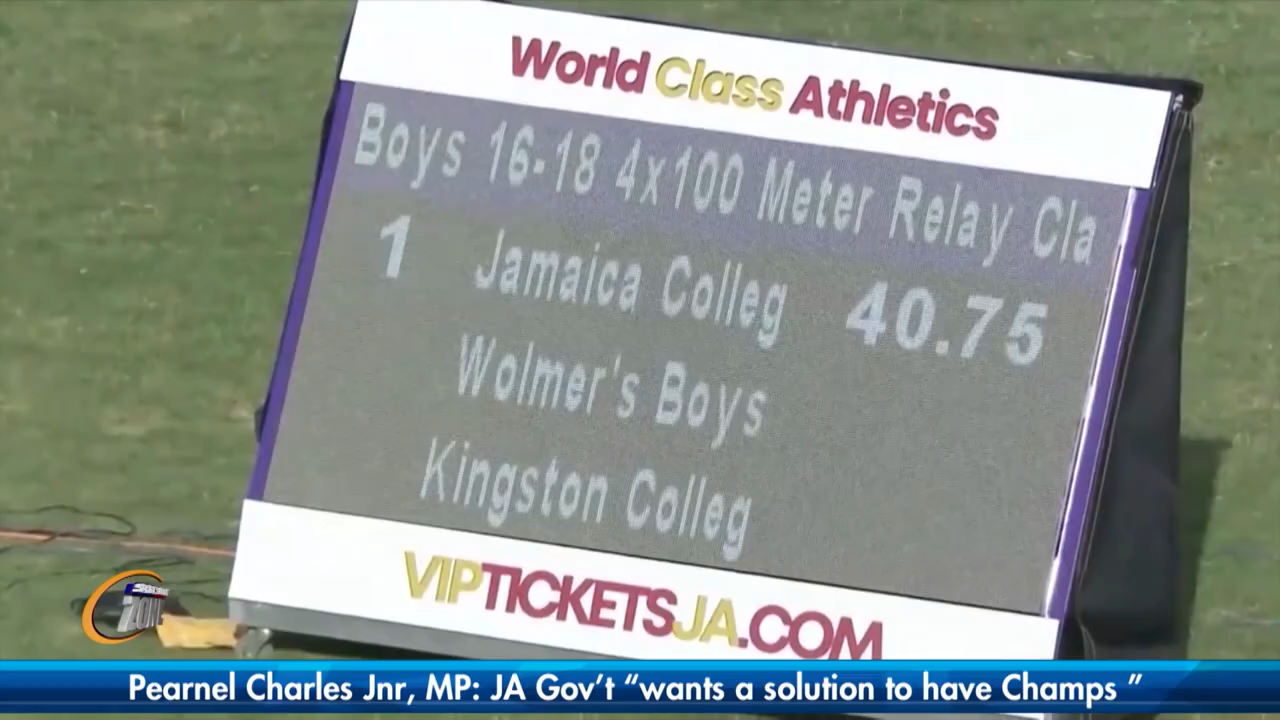 World Class Athletics
Boys 16-18 4x100 Meter Relay Cla
1 Jamaica Colleg 40.75
Wolmer's Boys
Kingston Colleg
VIPTICKETSJA.COM
ZONE
Pearnel Charles Jnr, MP: JA Gov't “wants a solution to have Champs ”